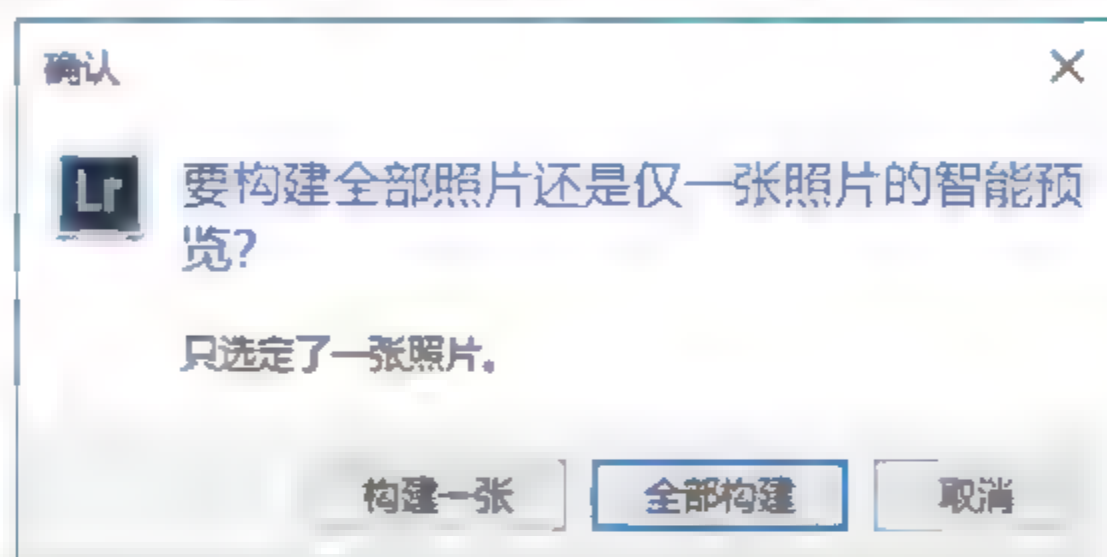 确认
Lr
要构建全部照片还是仅一张照片的智能预
览?
只选定了一张照片。
构建一张 全部构建 取消